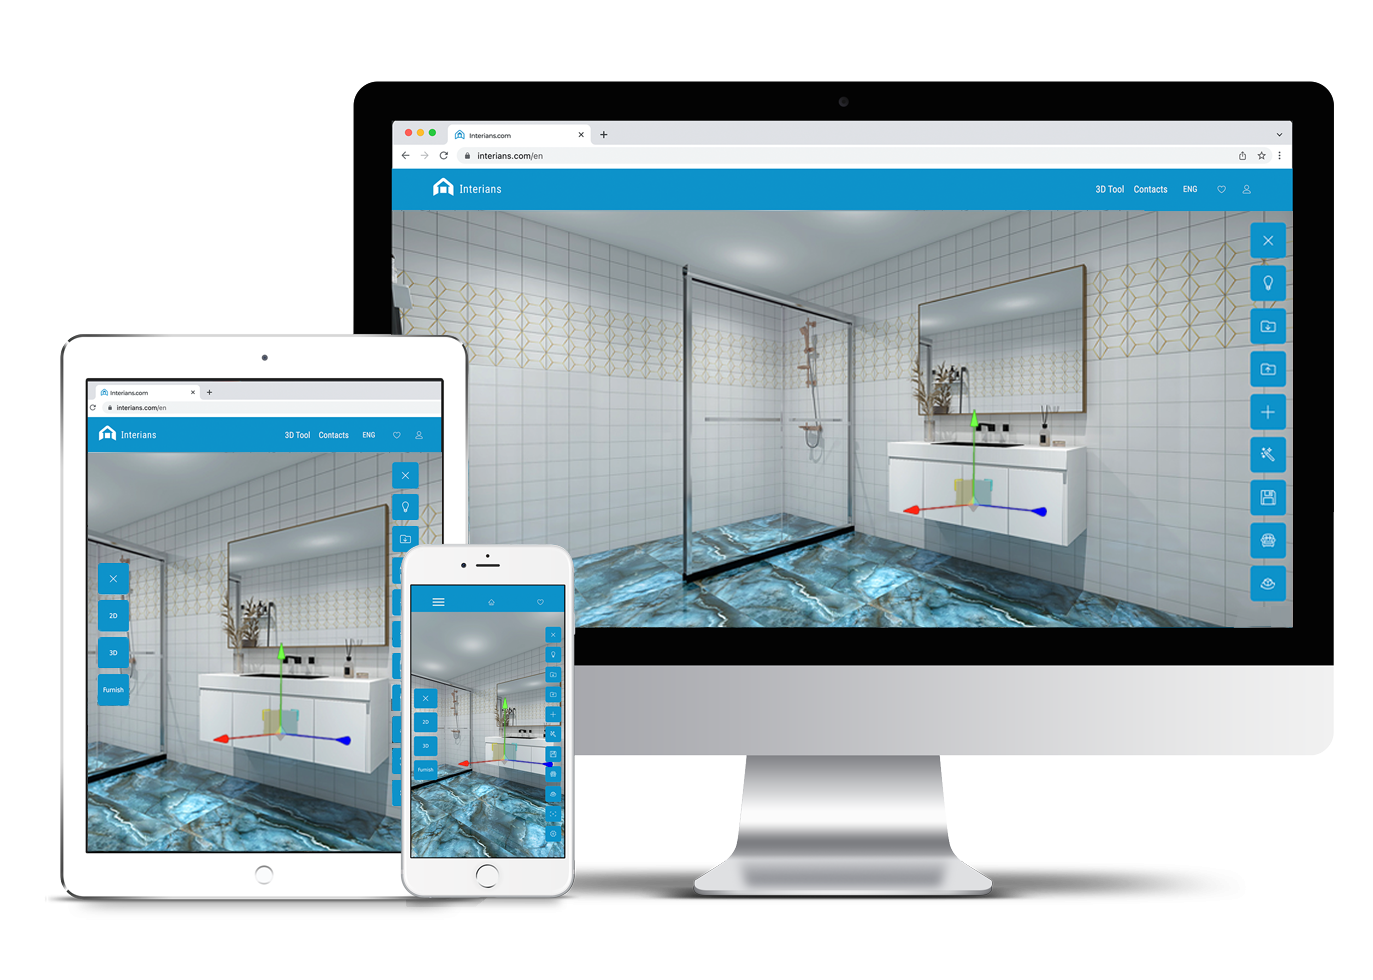 Interians.com
interians.com/en
Interians
3D Tool Contacts ENG
Interians.com
interians.com/en
Interians
3D Tool Contacts ENG
2D
3D
Furnish
2D
3D
Furnish